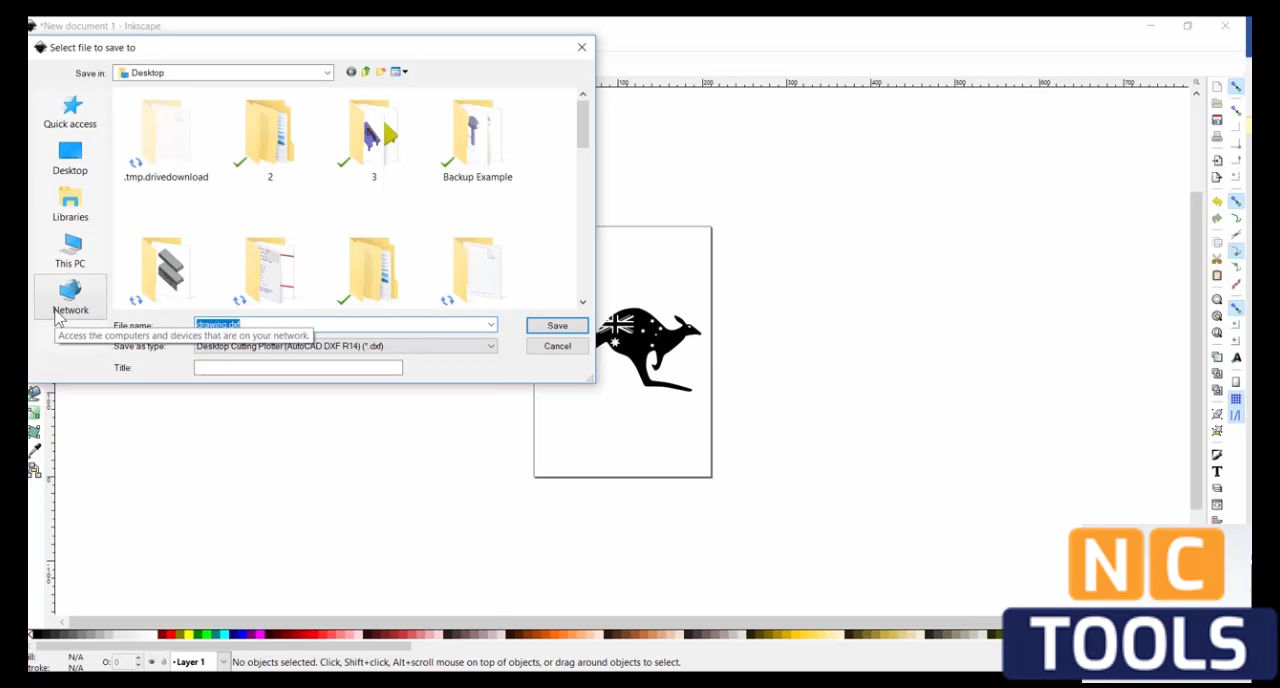 *New document 1 - Inkscape
Select file to save to
Save in:
Desktop
Quick access
Desktop
Libraries
This PC
Network
.tmp.drivedownload
2
3
Backup Example
File name:
drawing.dxf
Save
Access the computers and devices that are on your network.
Save as type:
Desktop Cutting Plotter (AutoCAD DXF R14) (*.dxf)
Cancel
Title:
100
200
300
400
500
600
700
N/A
N/A
O:
0
Layer 1
No objects selected. Click, Shift+click, Alt+scroll mouse on top of objects, or drag around objects to select.
NC
TOOLS